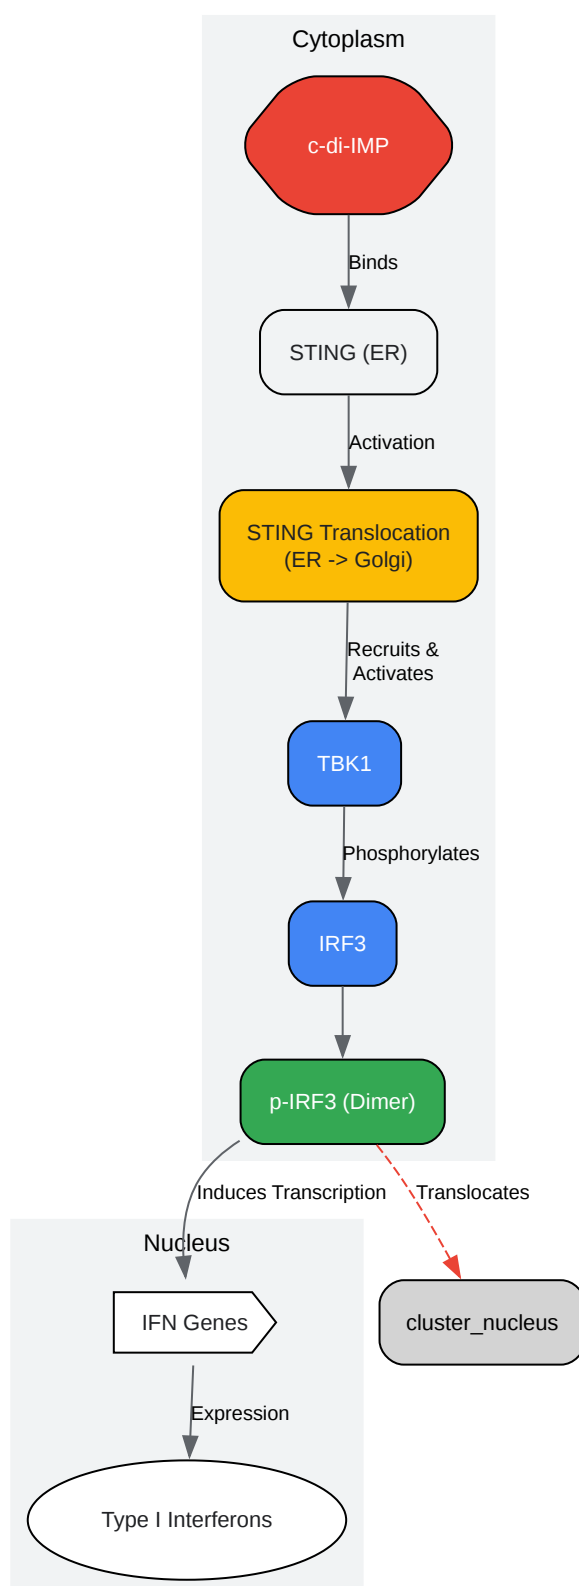 Cytoplasm
c-di-IMP
Binds
STING (ER)
Activation
STING Translocation
(ER -> Golgi)
Recruits &
Activates
TBK1
Phosphorylates
IRF3
p-IRF3 (Dimer)
Induces Transcription
Translocates
Nucleus
IFN Genes
cluster_nucleus
Expression
Type I Interferons